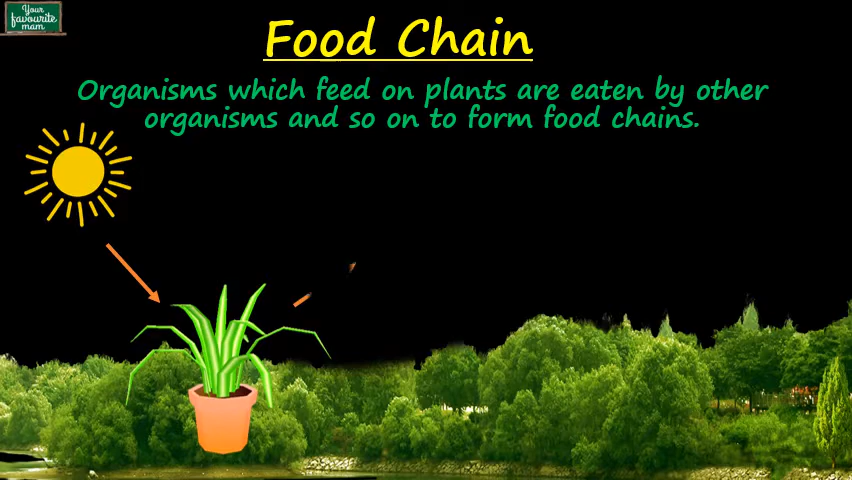 Your
favourite
mam
Food Chain
Organisms which feed on plants are eaten by other
organisms and so on to form food chains.